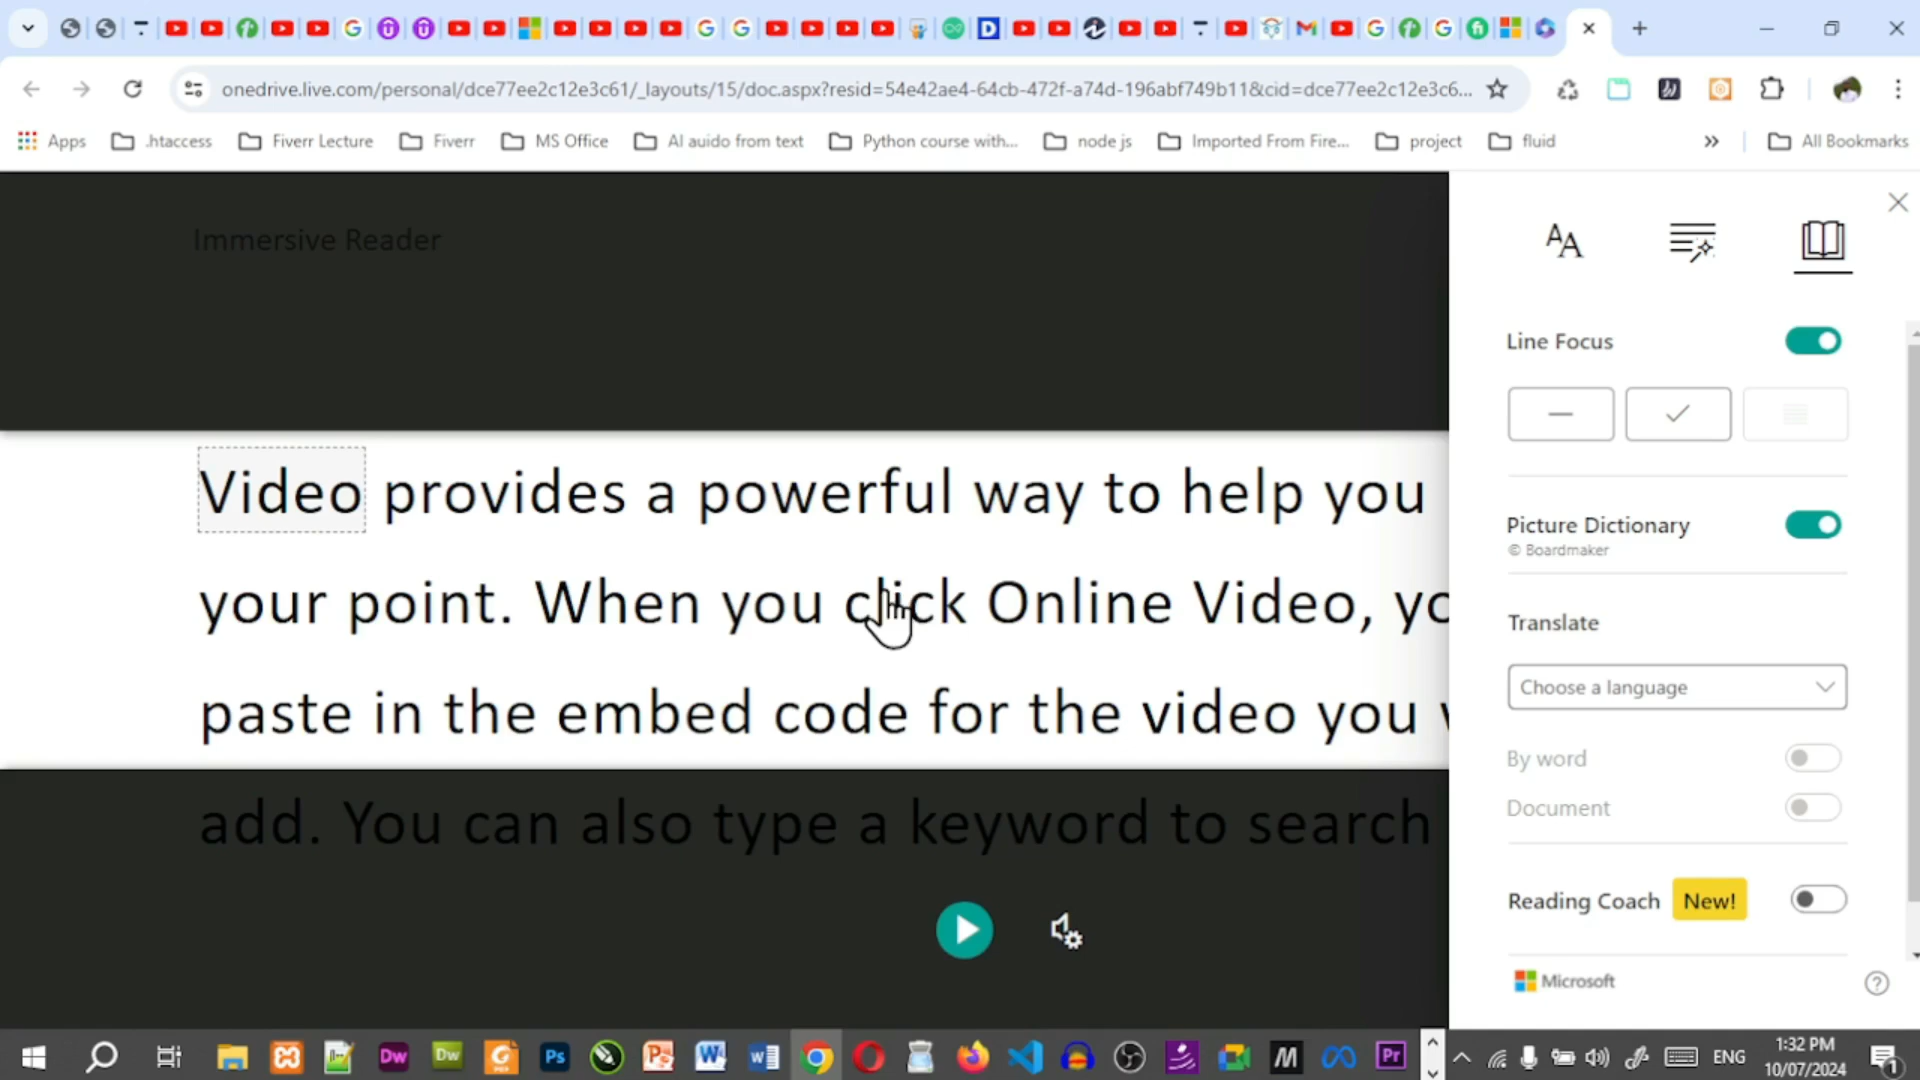 onedrive.live.com/personal/dce77ee2c12e3c61/_layouts/15/doc.aspx?resid=54e42ae4-64cb-472f-a74d-196abf749b11&cid=dce77ee2c12e3c6...
Apps .htaccess Fiverr Lecture Fiverr MS Office AI auido from text Python course with... node js Imported From Fire... project fluid » All Bookmarks
Immersive Reader
Video provides a powerful way to help you
your point. When you click Online Video, yo
paste in the embed code for the video you
add. You can also type a keyword to search
Line Focus
Picture Dictionary
© Boardmaker
Translate
Choose a language
By word
Document
Reading Coach New!
Microsoft
ENG
1:32 PM
10/07/2024